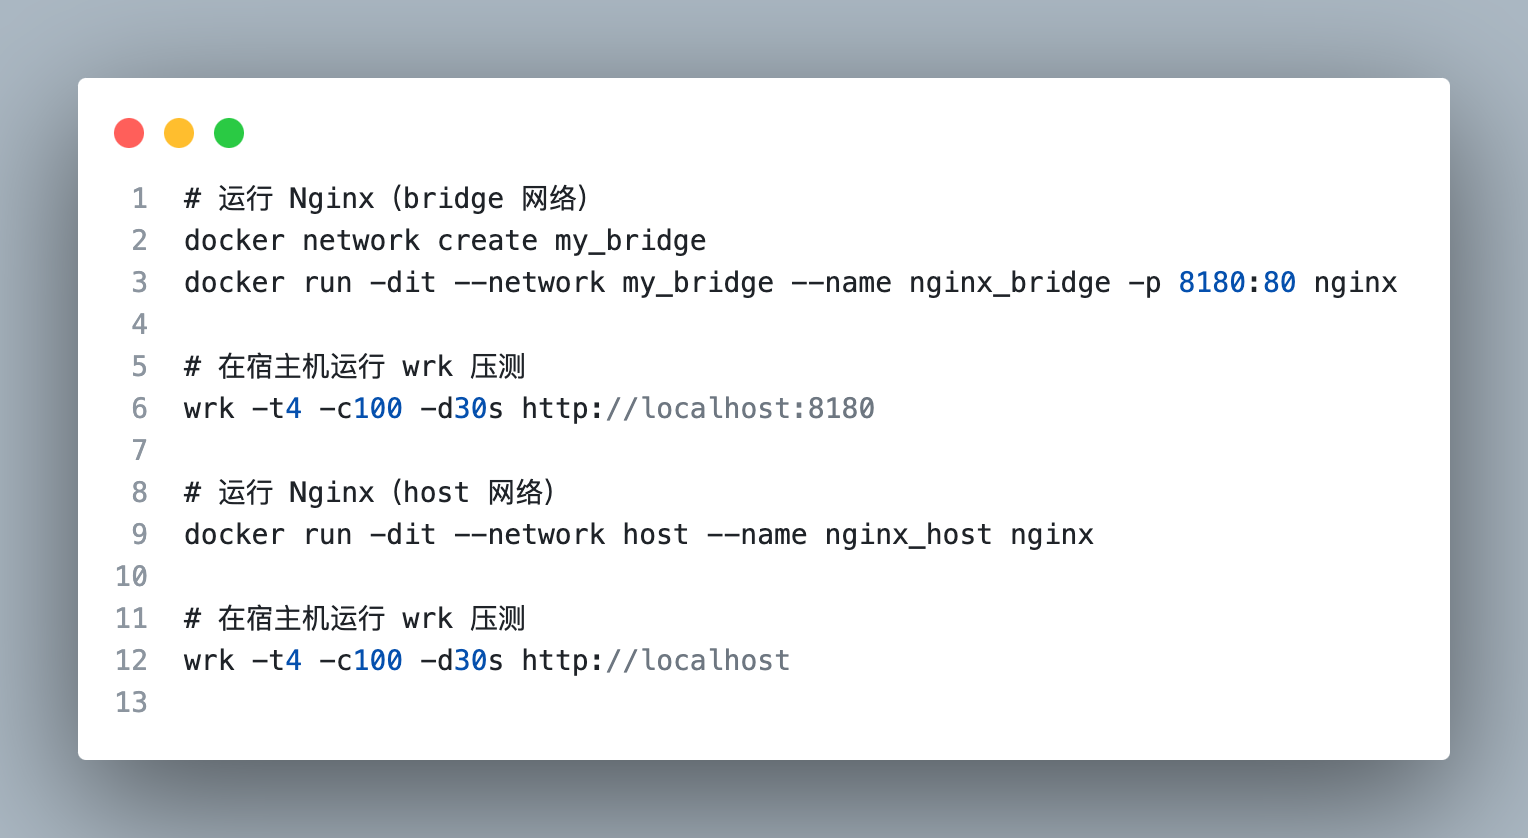 1 # 运行 Nginx（bridge 网络）
2 docker network create my_bridge
3 docker run -dit --network my_bridge --name nginx_bridge -p 8180:80 nginx
4
5 # 在宿主机运行 wrk 压测
6 wrk -t4 -c100 -d30s http://localhost:8180
7
8 # 运行 Nginx（host 网络）
9 docker run -dit --network host --name nginx_host nginx
10
11 # 在宿主机运行 wrk 压测
12 wrk -t4 -c100 -d30s http://localhost
13